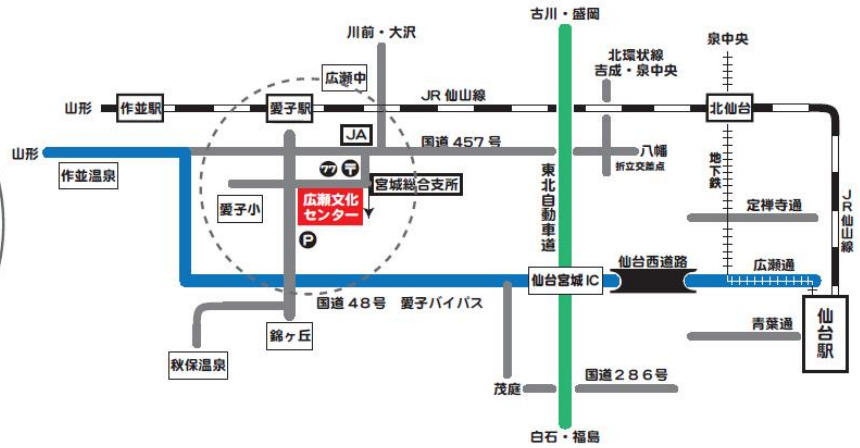 古川・盛岡
川前・大沢
北環状線
吉成・泉中央
泉中央
広瀬中
JR 仙山線
山形
作並駅
愛子駅
北仙台
JA
国道 457 号
八幡
折立交差点
山形
作並温泉
77
〒
宮城総合支所
東北自動車道
地下鉄
JR仙山線
愛子小
広瀬文化
センター
定禅寺通
P
仙台西道路
広瀬通
仙台宮城 IC
国道 48号 愛子バイパス
青葉通
仙台駅
錦ヶ丘
秋保温泉
茂庭
国道286号
白石・福島